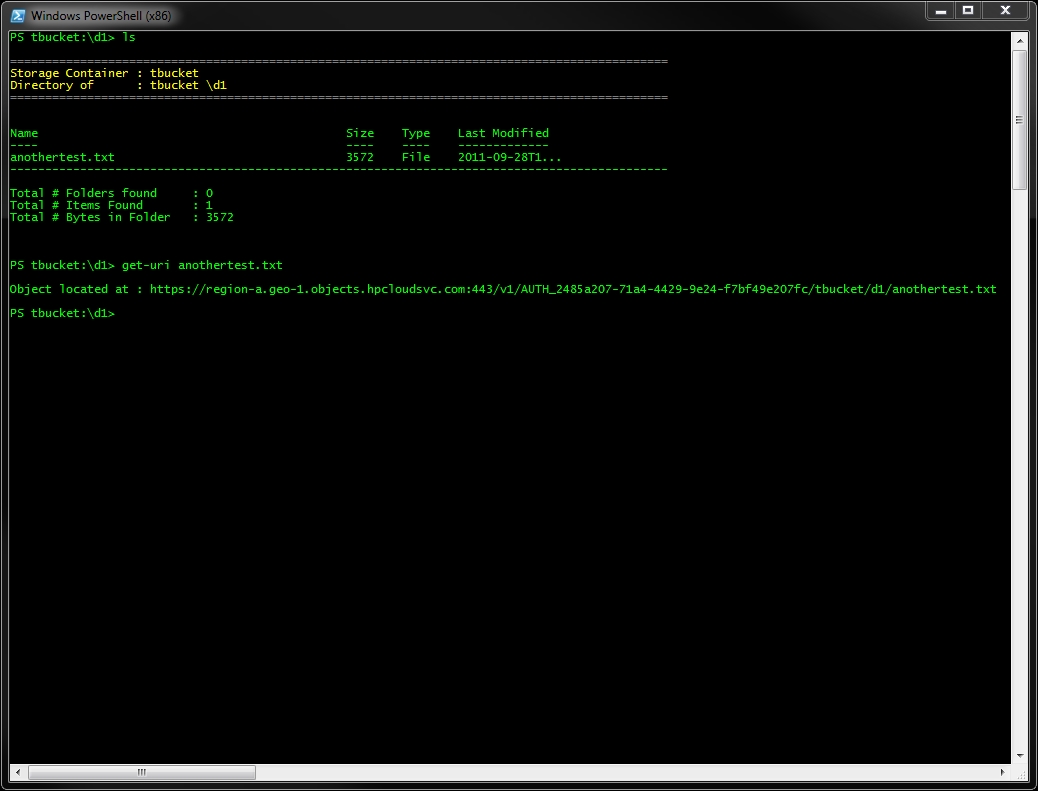 Windows PowerShell (x86)
PS tbucket:\d1> ls
==============================================================================================
Storage Container : tbucket
Directory of      : tbucket \d1
==============================================================================================
Name                                            Size    Type    Last Modified
----                                            ----    ----    -------------
anothertest.txt                                 3572    File    2011-09-28T1...
----------------------------------------------------------------------------------------------
Total # Folders found     : 0
Total # Items Found       : 1
Total # Bytes in Folder   : 3572
PS tbucket:\d1> get-uri anothertest.txt
Object located at : https://region-a.geo-1.objects.hpcloudsvc.com:443/v1/AUTH_2485a207-71a4-4429-9e24-f7bf49e207fc/tbucket/d1/anothertest.txt
PS tbucket:\d1>